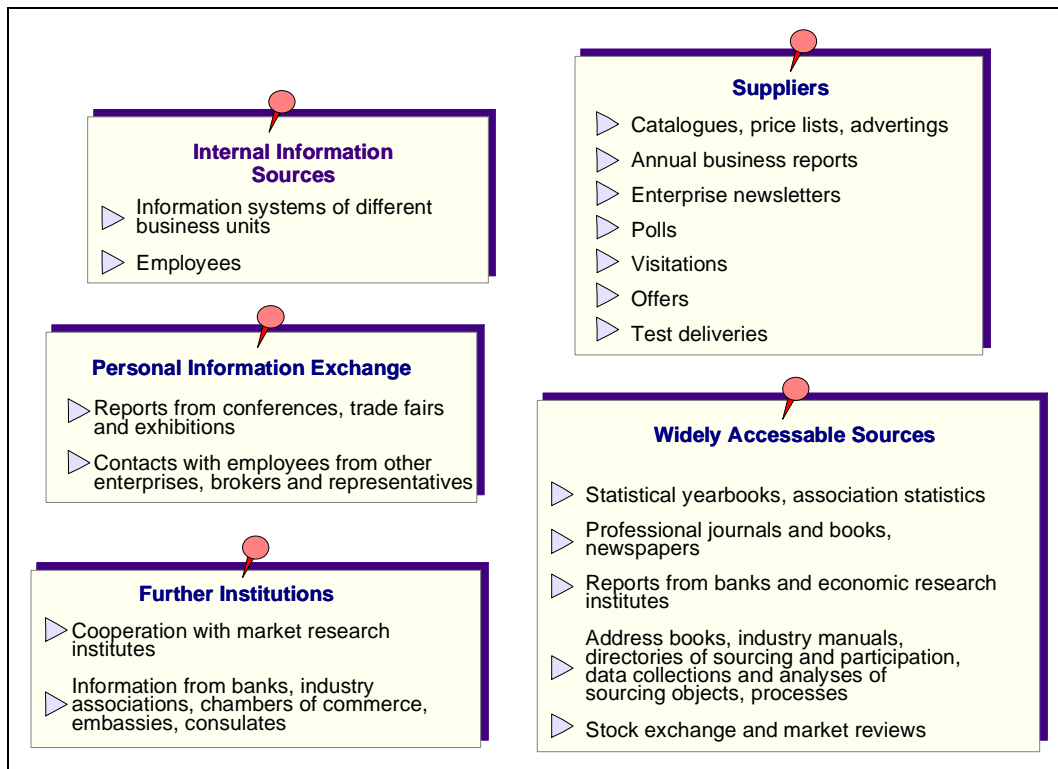 Internal Information
Sources
Information systems of different
business units
Employees
Personal Information Exchange
Reports from conferences, trade fairs
and exhibitions
Contacts with employees from other
enterprises, brokers and representatives
Further Institutions
Cooperation with market research
institutes
Information from banks, industry
associations, chambers of commerce,
embassies, consulates
Suppliers
Catalogues, price lists, advertings
Annual business reports
Enterprise newsletters
Polls
Visitations
Offers
Test deliveries
Widely Accessable Sources
Statistical yearbooks, association statistics
Professional journals and books,
newspapers
Reports from banks and economic research
institutes
Address books, industry manuals,
directories of sourcing and participation,
data collections and analyses of
sourcing objects, processes
Stock exchange and market reviews